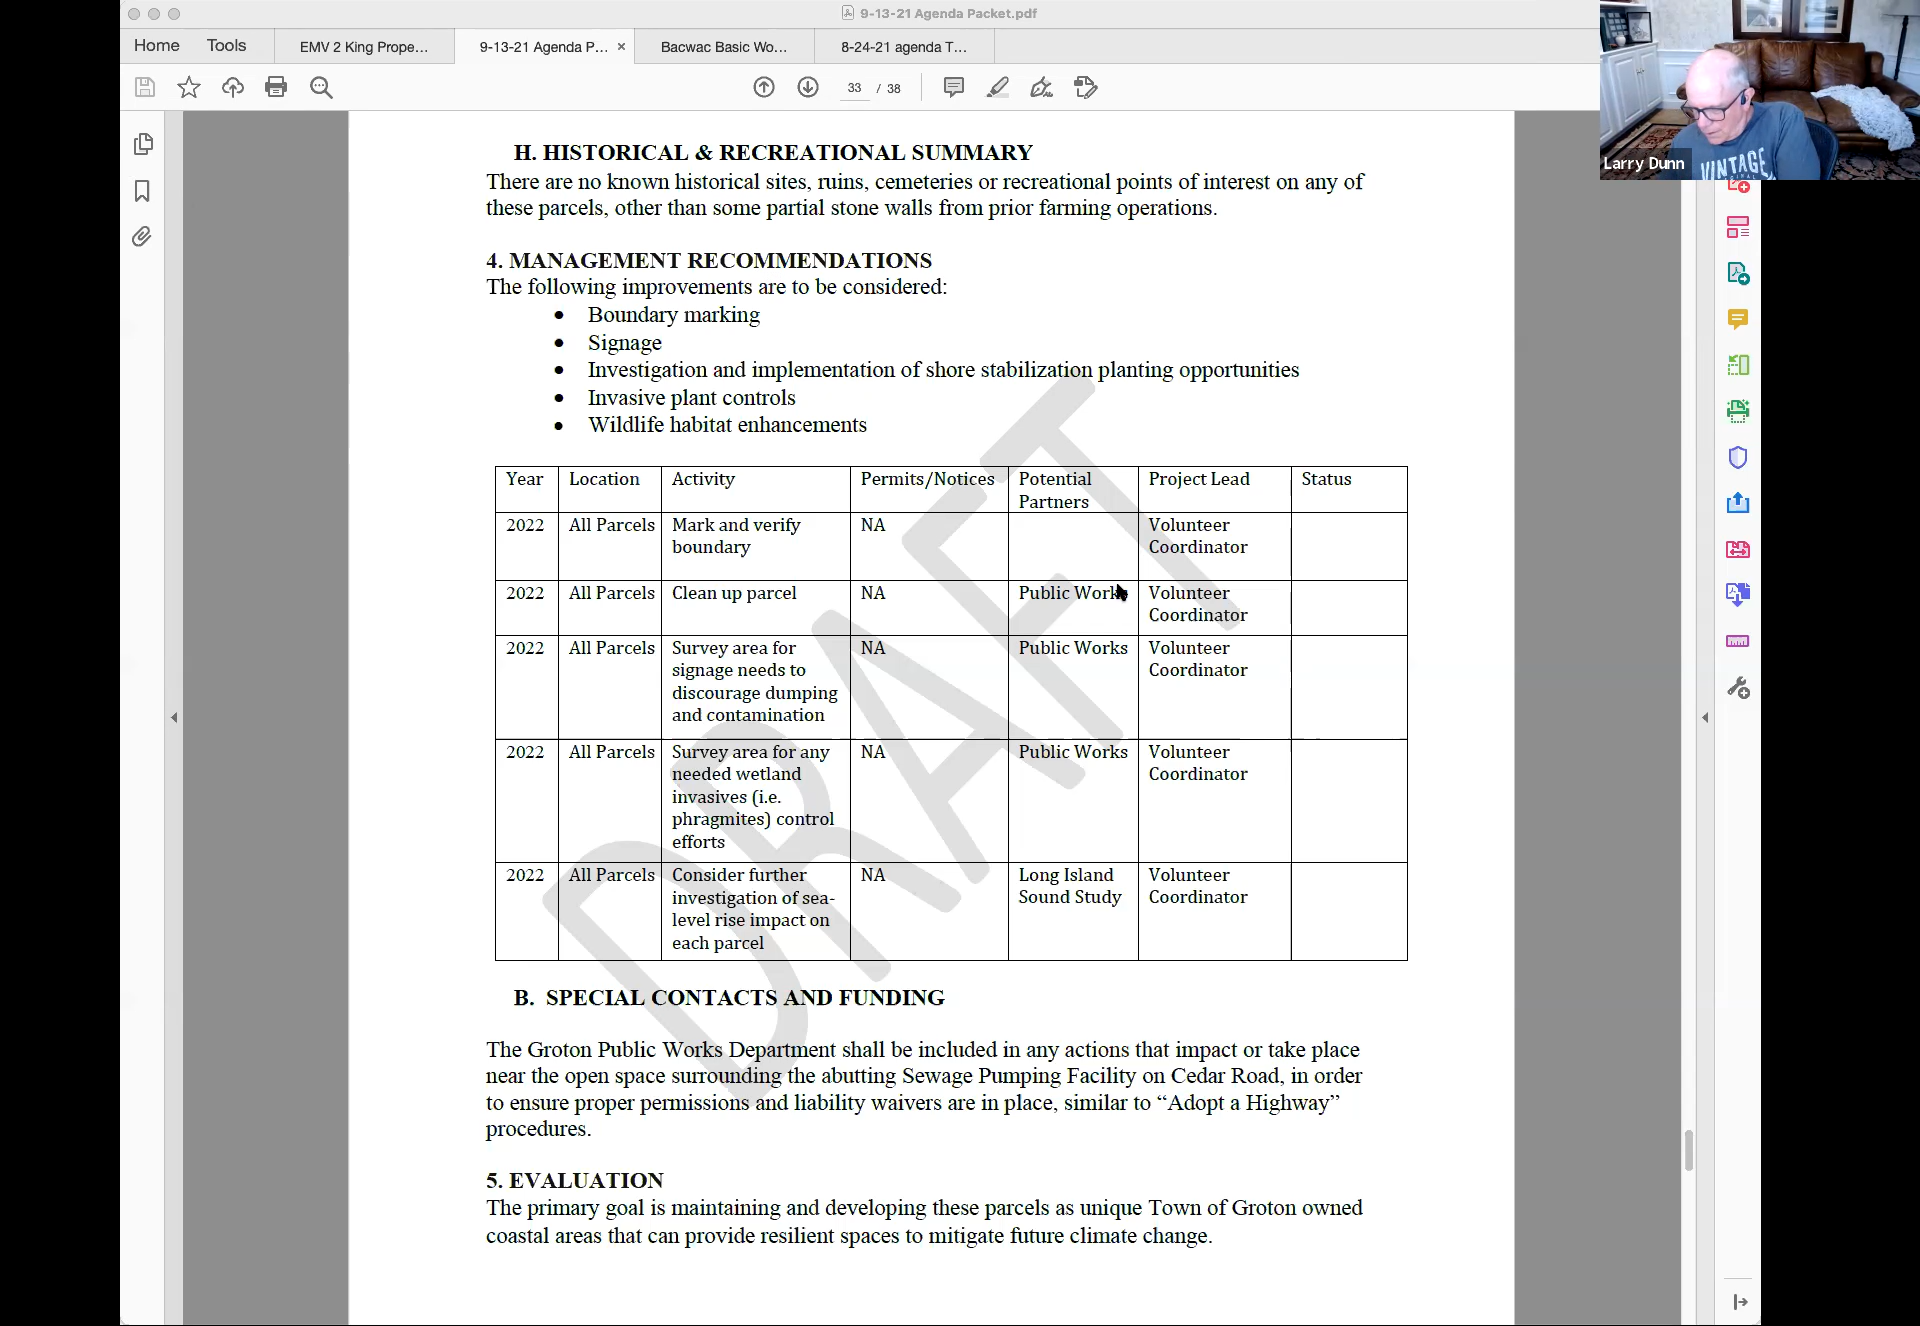 9-13-21 Agenda Packet.pdf
Home Tools EMV 2 King Prope... 9-13-21 Agenda P... × Bacwac Basic Wo... 8-24-21 agenda T...
33 / 38
Larry Dunn
VINTAGE
H. HISTORICAL & RECREATIONAL SUMMARY
There are no known historical sites, ruins, cemeteries or recreational points of interest on any of
these parcels, other than some partial stone walls from prior farming operations.
4. MANAGEMENT RECOMMENDATIONS
The following improvements are to be considered:
• Boundary marking
• Signage
• Investigation and implementation of shore stabilization planting opportunities
• Invasive plant controls
• Wildlife habitat enhancements
DRAFT
Year Location Activity Permits/Notices Potential Project Lead Status
Partners
2022 All Parcels Mark and verify NA Volunteer
boundary Coordinator
2022 All Parcels Clean up parcel NA Public Works Volunteer
Coordinator
2022 All Parcels Survey area for NA Public Works Volunteer
signage needs to Coordinator
discourage dumping
and contamination
2022 All Parcels Survey area for any NA Public Works Volunteer
needed wetland Coordinator
invasives (i.e.
phragmites) control
efforts
2022 All Parcels Consider further NA Long Island Volunteer
investigation of sea- Sound Study Coordinator
level rise impact on
each parcel
B. SPECIAL CONTACTS AND FUNDING
The Groton Public Works Department shall be included in any actions that impact or take place
near the open space surrounding the abutting Sewage Pumping Facility on Cedar Road, in order
to ensure proper permissions and liability waivers are in place, similar to “Adopt a Highway”
procedures.
5. EVALUATION
The primary goal is maintaining and developing these parcels as unique Town of Groton owned
coastal areas that can provide resilient spaces to mitigate future climate change.